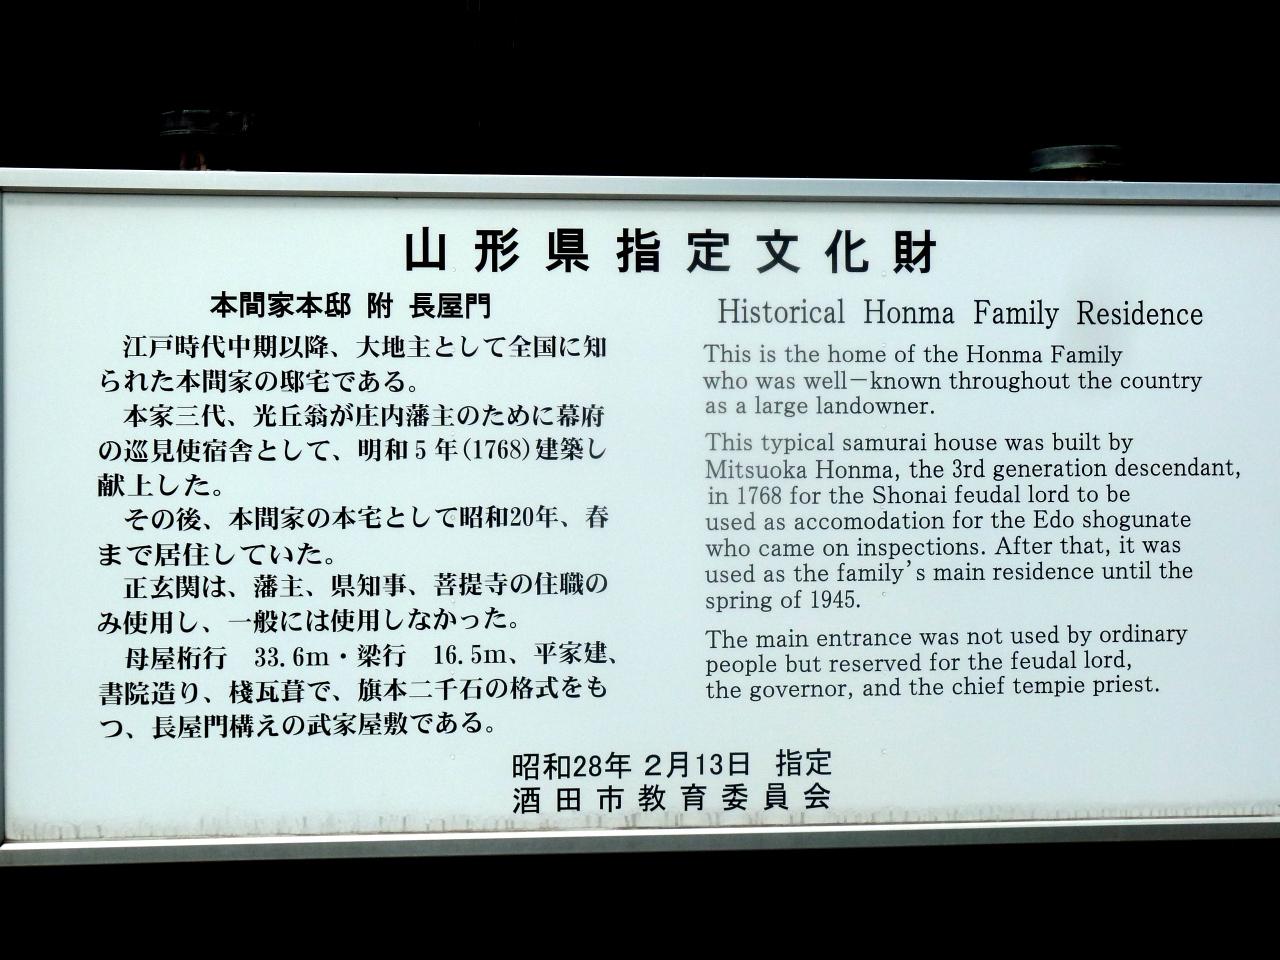 山形県指定文化財
本間家本邸 附 長屋門
江戸時代中期以降、大地主として全国に知
られた本間家の邸宅である。
本家三代、光丘翁が庄内藩主のために幕府
の巡見使宿舎として、明和5年(1768)建築し
献上した。
その後、本間家の本宅として昭和20年、春
まで居住していた。
正玄関は、藩主、県知事、菩提寺の住職の
み使用し、一般には使用しなかった。
母屋桁行 33.6m・梁行 16.5m、平家建、
書院造り、棧瓦葺で、旗本二千石の格式をも
つ、長屋門構えの武家屋敷である。
Historical Honma Family Residence
This is the home of the Honma Family
who was well－known throughout the country
as a large landowner.
This typical samurai house was built by
Mitsuoka Honma, the 3rd generation descendant,
in 1768 for the Shonai feudal lord to be
used as accomodation for the Edo shogunate
who came on inspections. After that, it was
used as the family's main residence until the
spring of 1945.
The main entrance was not used by ordinary
people but reserved for the feudal lord,
the governor, and the chief tempie priest.
昭和28年 2月13日 指定
酒田市教育委員会